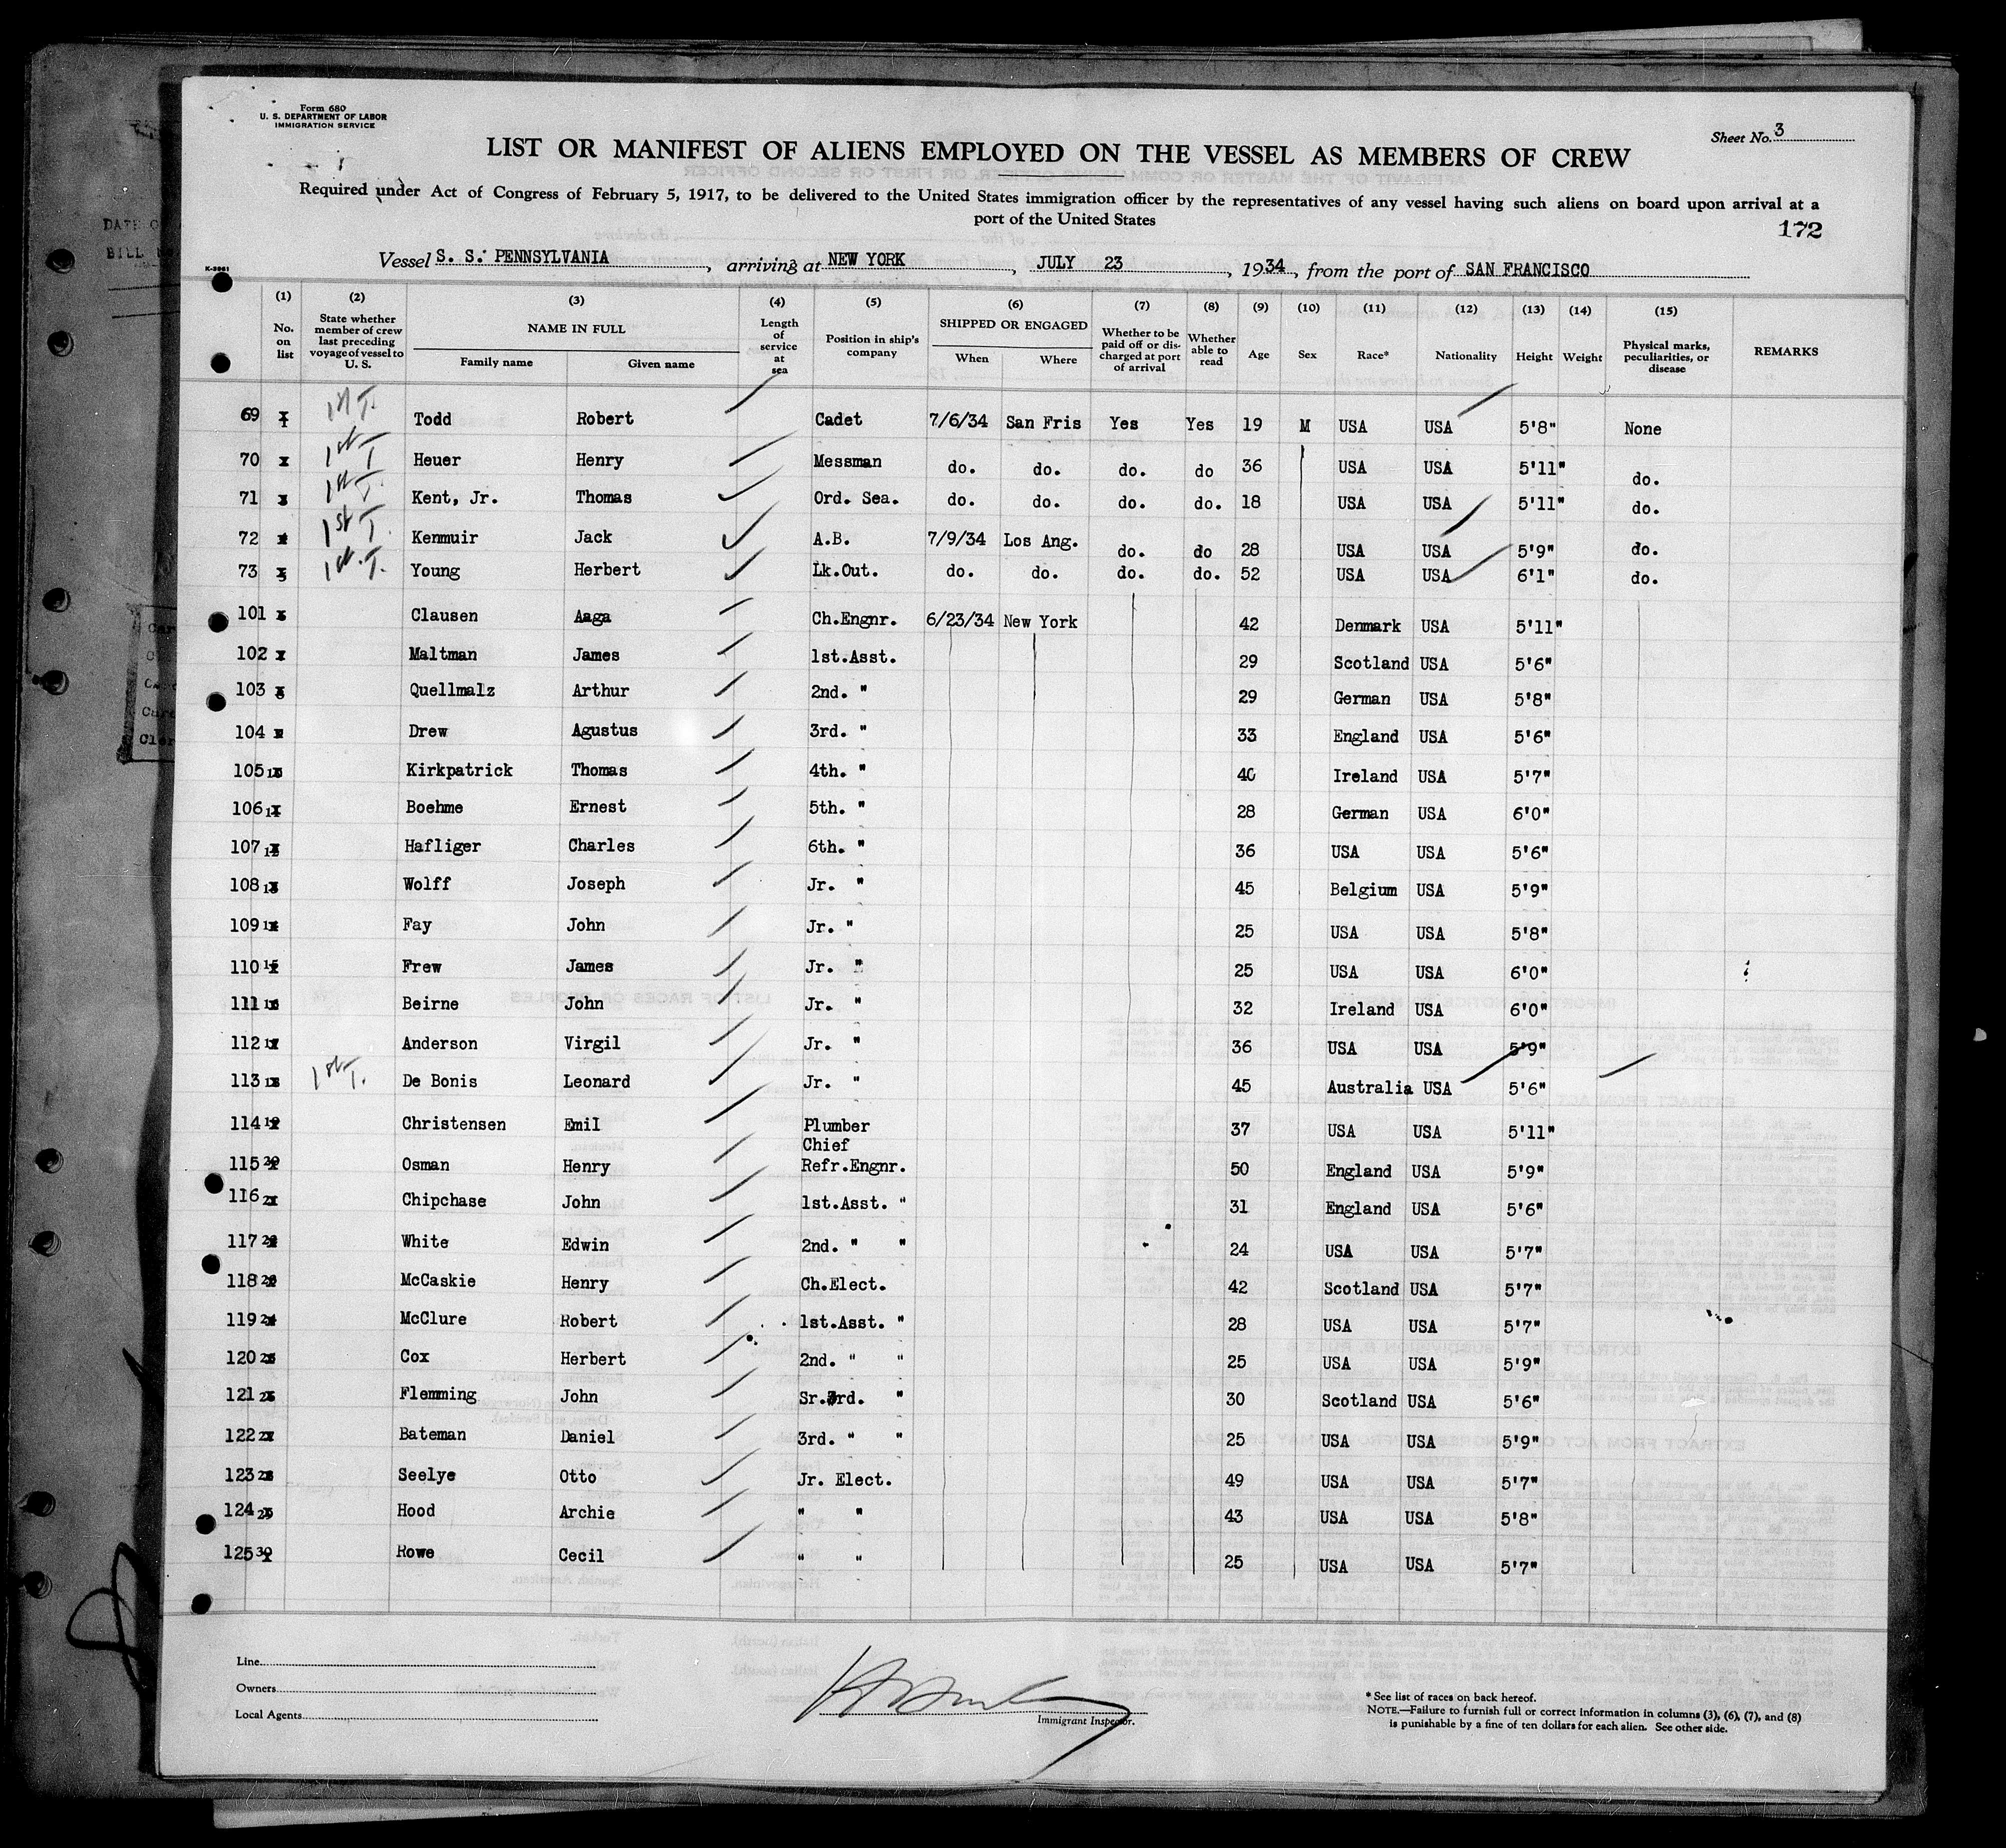 Form 680
U. S. DEPARTMENT OF LABOR
IMMIGRATION SERVICE
Sheet No. 3
LIST OR MANIFEST OF ALIENS EMPLOYED ON THE VESSEL AS MEMBERS OF CREW
Required under Act of Congress of February 5, 1917, to be delivered to the United States immigration officer by the representatives of any vessel having such aliens on board upon arrival at a
port of the United States
172
Vessel S. S. PENNSYLVANIA, arriving at NEW YORK, JULY 23, 1934, from the port of SAN FRANCISCO
K-2061
(1) (2) (3) (4) (5) (6) (7) (8) (9) (10) (11) (12) (13) (14) (15)
No. on list State whether member of crew last preceding voyage of vessel to U. S. NAME IN FULL Family name Given name Length of service at sea Position in ship's company SHIPPED OR ENGAGED When Where Whether to be paid off or discharged at port of arrival Whether able to read Age Sex Race* Nationality Height Weight Physical marks, peculiarities, or disease REMARKS
69 1st T. Todd Robert Cadet 7/6/34 San Fris Yes Yes 19 M USA USA 5'8" None
70 1st T Heuer Henry Messman do. do. do. do 36 USA USA 5'11" do.
71 1st T. Kent, Jr. Thomas Ord. Sea. do. do. do. do. 18 USA USA 5'11" do.
72 1st T. Kenmuir Jack A.B. 7/9/34 Los Ang. do. do 28 USA USA 5'9" do.
73 1st. T. Young Herbert Lk.Out. do. do. do. do. 52 USA USA 6'1" do.
101 Clausen Aaga Ch.Engnr. 6/23/34 New York 42 Denmark USA 5'11"
102 Maltman James 1st.Asst. 29 Scotland USA 5'6"
103 Quellmalz Arthur 2nd. " 29 German USA 5'8"
104 Drew Agustus 3rd. " 33 England USA 5'6"
105 10 Kirkpatrick Thomas 4th. " 40 Ireland USA 5'7"
106 11 Boehme Ernest 5th. " 28 German USA 6'0"
107 12 Hafliger Charles 6th. " 36 USA USA 5'6"
108 13 Wolff Joseph Jr. " 45 Belgium USA 5'9"
109 14 Fay John Jr. " 25 USA USA 5'8"
110 15 Frew James Jr. " 25 USA USA 6'0"
111 16 Beirne John Jr. " 32 Ireland USA 6'0"
112 17 Anderson Virgil Jr. " 36 USA USA 5'9"
113 18 1st T. De Bonis Leonard Jr. " 45 Australia USA 5'6"
114 19 Christensen Emil Plumber 37 USA USA 5'11"
Chief
115 20 Osman Henry Refr.Engnr. 50 England USA 5'9"
116 21 Chipchase John 1st.Asst. " 31 England USA 5'6"
117 22 White Edwin 2nd. " " 24 USA USA 5'7"
118 23 McCaskie Henry Ch.Elect. 42 Scotland USA 5'7"
119 24 McClure Robert 1st.Asst. " 28 USA USA 5'7"
120 25 Cox Herbert 2nd. " " 25 USA USA 5'9"
121 26 Flemming John Sr.3rd. " 30 Scotland USA 5'6"
122 27 Bateman Daniel 3rd. " " 25 USA USA 5'9"
123 28 Seelye Otto Jr. Elect. 49 USA USA 5'7"
124 29 Hood Archie " " 43 USA USA 5'8"
125 30 Rowe Cecil " " 25 USA USA 5'7"
Line
Owners
Local Agents
Immigrant Inspector.
* See list of races on back hereof.
NOTE.—Failure to furnish full or correct information in columns (3), (6), (7), and (8)
is punishable by a fine of ten dollars for each alien. See other side.